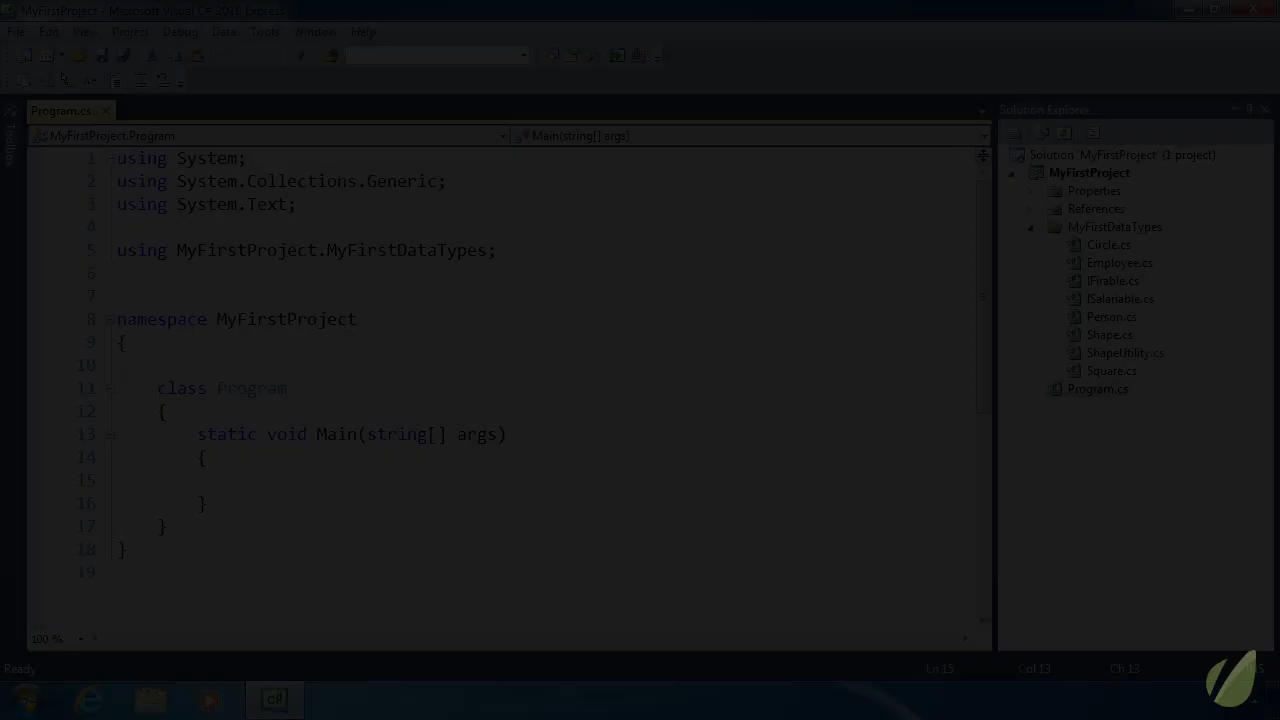 MyFirstProject - Microsoft Visual C# 2010 Express
File Edit View Project Debug Data Tools Window Help
Program.cs
Solution Explorer
Toolbox
MyFirstProject.Program
Main(string[] args)
1 using System;
2 using System.Collections.Generic;
3 using System.Text;
4
5 using MyFirstProject.MyFirstDataTypes;
6
7
8 namespace MyFirstProject
9 {
10
11 class Program
12 {
13 static void Main(string[] args)
14 {
15
16 }
17 }
18 }
19
Solution 'MyFirstProject' (1 project)
MyFirstProject
Properties
References
MyFirstDataTypes
Circle.cs
Employee.cs
IFirable.cs
ISalariable.cs
Person.cs
Shape.cs
ShapeUtility.cs
Square.cs
Program.cs
100 %
Ready Ln 15 Col 13 Ch 13
C#